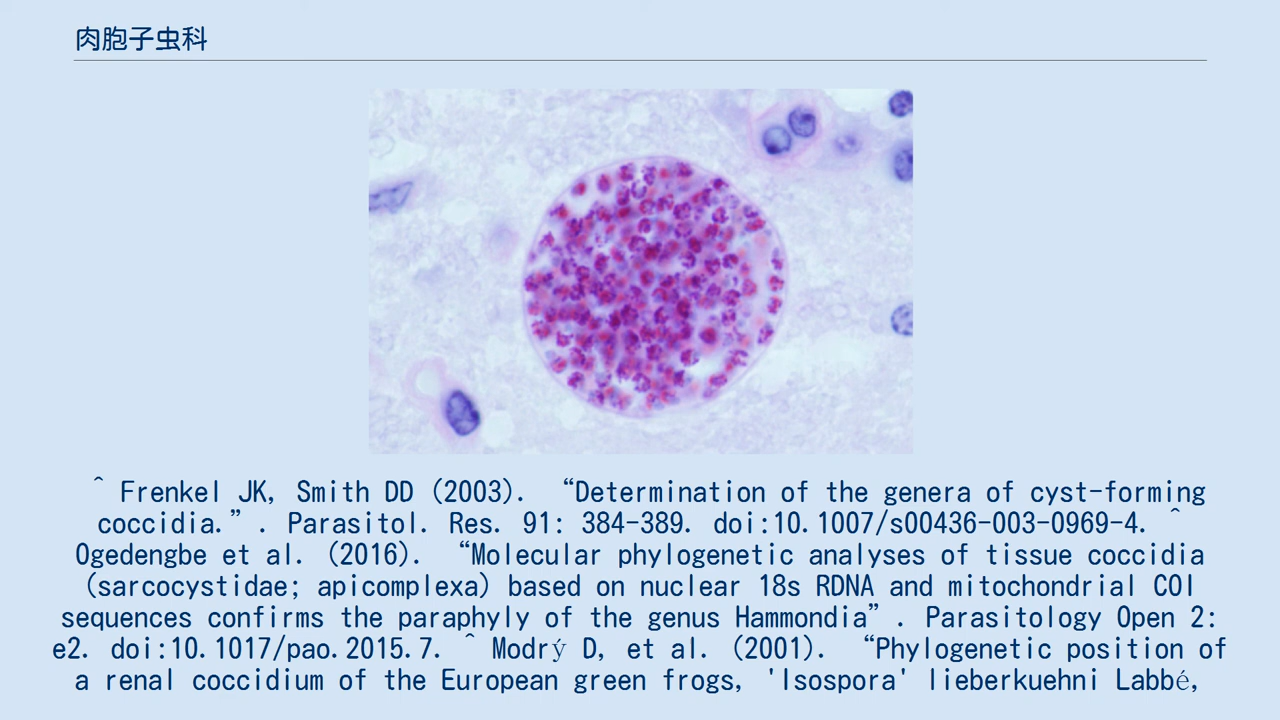 肉胞子虫科
^ Frenkel JK, Smith DD (2003). “Determination of the genera of cyst-forming
coccidia.”. Parasitol. Res. 91: 384-389. doi:10.1007/s00436-003-0969-4. ^
Ogedengbe et al. (2016). “Molecular phylogenetic analyses of tissue coccidia
(sarcocystidae; apicomplexa) based on nuclear 18s RDNA and mitochondrial COI
sequences confirms the paraphyly of the genus Hammondia”. Parasitology Open 2:
e2. doi:10.1017/pao.2015.7. ^ Modrý D, et al. (2001). “Phylogenetic position of
a renal coccidium of the European green frogs, 'Isospora' lieberkuehni Labbé,